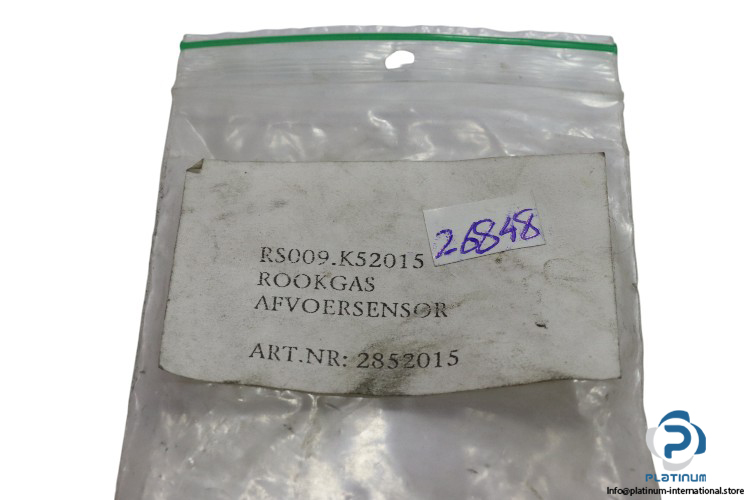 26848
RS009.K52015
ROOKGAS
AFVOERSENSOR
ART.NR: 2852015
PLATINUM
Info@platinum-international.store